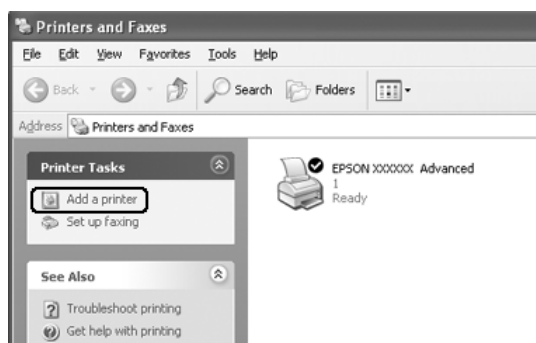 Printers and Faxes
File Edit View Favorites Tools Help
Back Search Folders
Address Printers and Faxes
Printer Tasks
Add a printer
Set up faxing
See Also
Troubleshoot printing
Get help with printing
EPSON XXXXXX Advanced
1
Ready